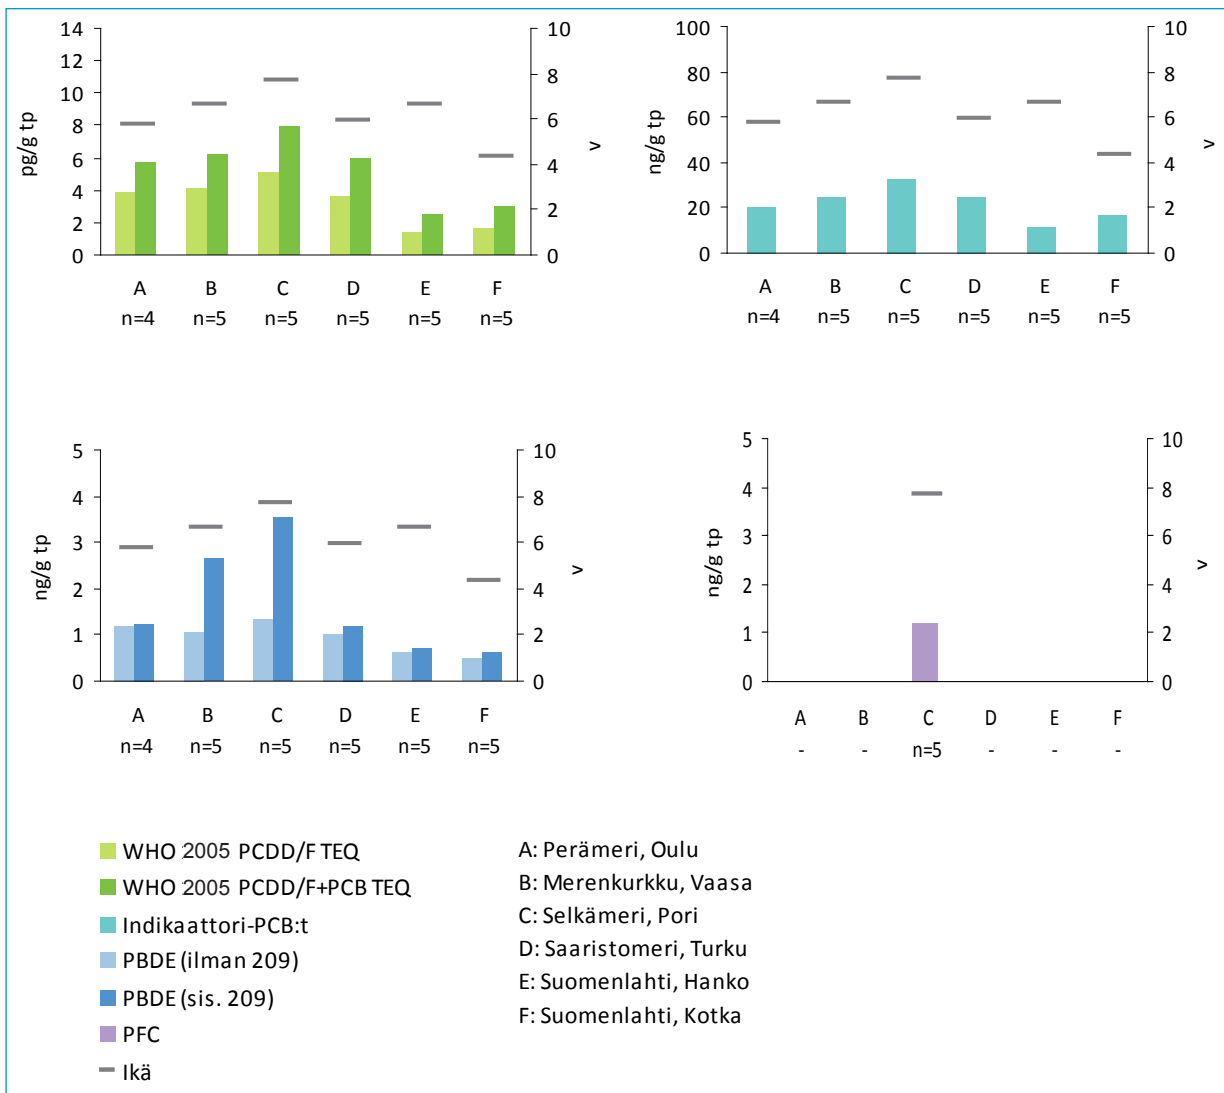 14
12
10
8
6
4
2
0
pg/g tp
10
8
6
4
2
0
v
A B C D E F
n=4 n=5 n=5 n=5 n=5 n=5
100
80
60
40
20
0
ng/g tp
10
8
6
4
2
0
v
A B C D E F
n=4 n=5 n=5 n=5 n=5 n=5
5
4
3
2
1
0
ng/g tp
10
8
6
4
2
0
v
A B C D E F
n=4 n=5 n=5 n=5 n=5 n=5
5
4
3
2
1
0
ng/g tp
10
8
6
4
2
0
v
A B C D E F
- - n=5 - - -
WHO 2005 PCDD/F TEQ
WHO 2005 PCDD/F+PCB TEQ
Indikaattori-PCB:t
PBDE (ilman 209)
PBDE (sis. 209)
PFC
Ikä
A: Perämeri, Oulu
B: Merenkurkku, Vaasa
C: Selkämeri, Pori
D: Saaristomeri, Turku
E: Suomenlahti, Hanko
F: Suomenlahti, Kotka